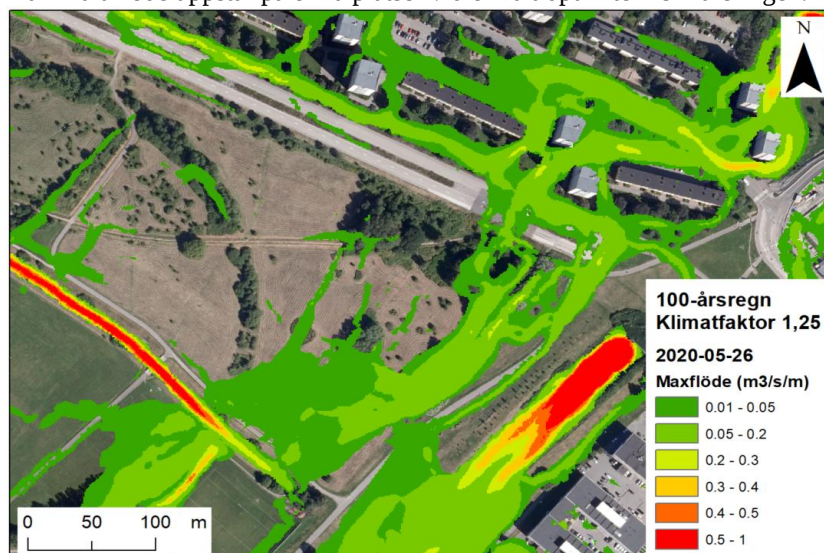 N
100-årsregn
Klimatfaktor 1,25
2020-05-26
Maxflöde (m3/s/m)
0.01 - 0.05
0.05 - 0.2
0.2 - 0.3
0.3 - 0.4
0.4 - 0.5
0.5 - 1
0 50 100 m